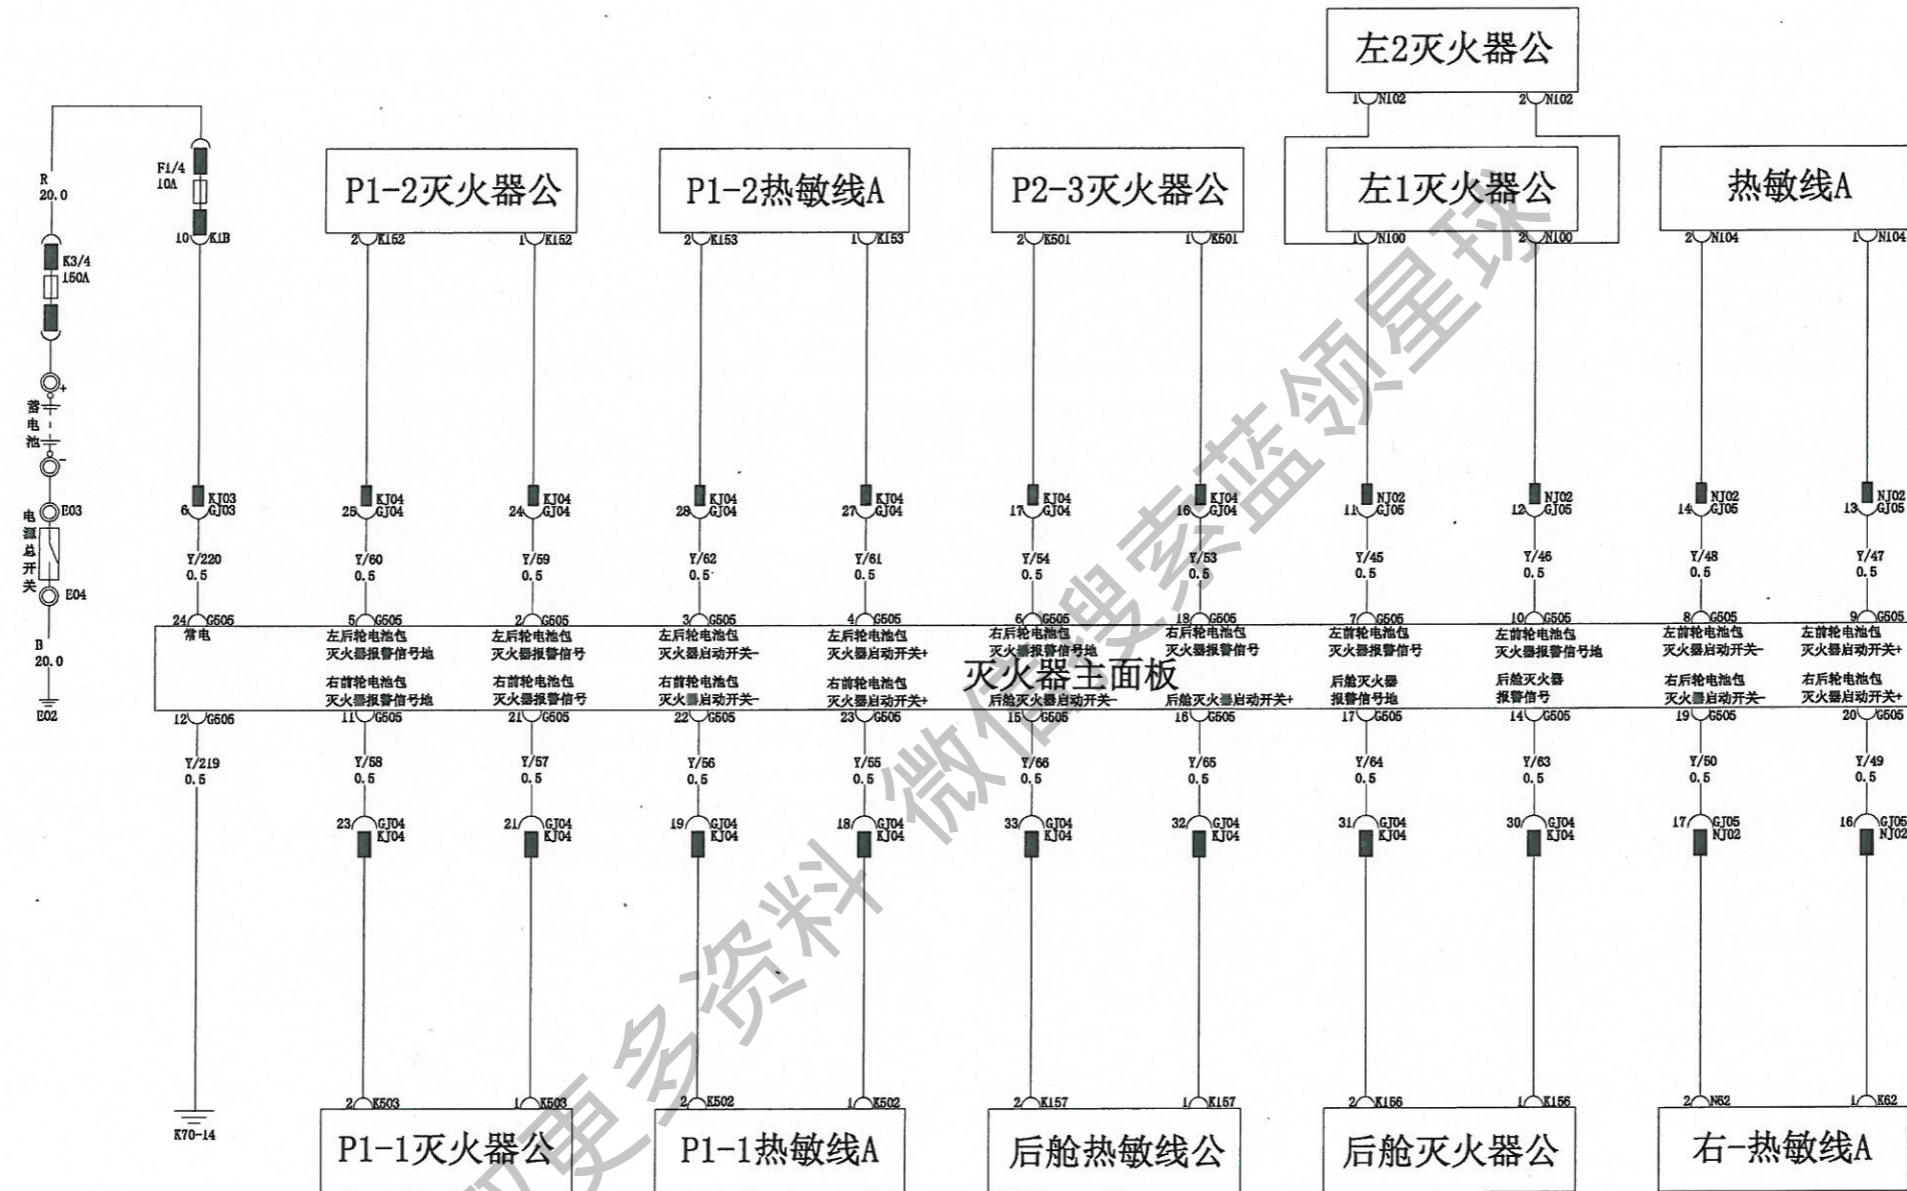 左2灭火器公
1 N102 2 N102
F1/4
10A
10 K1B
R
20.0
K3/4
150A
P1-2灭火器公
2 K152 1 K152
P1-2热敏线A
2 K153 1 K153
P2-3灭火器公
2 K501 1 K501
左1灭火器公
1 N100 2 N100
热敏线A
2 N104 1 N104
+
蓄电池
-
E03
电源总开关
E04
B
20.0
E02
KJ03 KJ04 KJ04 KJ04 KJ04 KJ04 KJ04 NJ02 NJ02 NJ02 NJ02
6 GJ03 25 GJ04 24 GJ04 28 GJ04 27 GJ04 17 GJ04 16 GJ04 11 GJ05 12 GJ05 14 GJ05 13 GJ05
Y/220 Y/60 Y/59 Y/62 Y/61 Y/54 Y/53 Y/45 Y/46 Y/48 Y/47
0.5 0.5 0.5 0.5 0.5 0.5 0.5 0.5 0.5 0.5 0.5
24 G505 5 G505 2 G505 3 G505 4 G505 6 G505 18 G505 7 G505 10 G505 8 G505 9 G505
常电 左后轮电池包 左后轮电池包 左后轮电池包 左后轮电池包 右后轮电池包 右后轮电池包 左前轮电池包 左前轮电池包 左前轮电池包 左前轮电池包
灭火器报警信号地 灭火器报警信号 灭火器启动开关- 灭火器启动开关+ 灭火器报警信号地 灭火器报警信号 灭火器报警信号 灭火器报警信号地 灭火器启动开关- 灭火器启动开关+
灭火器主面板
右前轮电池包 右前轮电池包 右前轮电池包 右前轮电池包 后舱灭火器 后舱灭火器 右后轮电池包 右后轮电池包
灭火器报警信号地 灭火器报警信号 灭火器启动开关- 灭火器启动开关+ 后舱灭火器启动开关- 后舱灭火器启动开关+ 报警信号地 报警信号 灭火器启动开关- 灭火器启动开关+
12 G505 11 G505 21 G505 22 G505 23 G505 15 G505 16 G505 17 G505 14 G505 19 G505 20 G505
Y/219 Y/58 Y/57 Y/56 Y/55 Y/66 Y/65 Y/64 Y/63 Y/50 Y/49
0.5 0.5 0.5 0.5 0.5 0.5 0.5 0.5 0.5 0.5 0.5
23 GJ04 21 GJ04 19 GJ04 18 GJ04 33 GJ04 32 GJ04 31 GJ04 30 GJ04 17 GJ05 16 GJ05
KJ04 KJ04 KJ04 KJ04 KJ04 KJ04 KJ04 KJ04 NJ02 NJ02
K70-14
2 K503 1 K503
P1-1灭火器公
2 K502 1 K502
P1-1热敏线A
2 K157 1 K157
后舱热敏线公
2 K156 1 K156
后舱灭火器公
2 N62 1 K62
右-热敏线A
更多资料 微信搜索蓝领星球